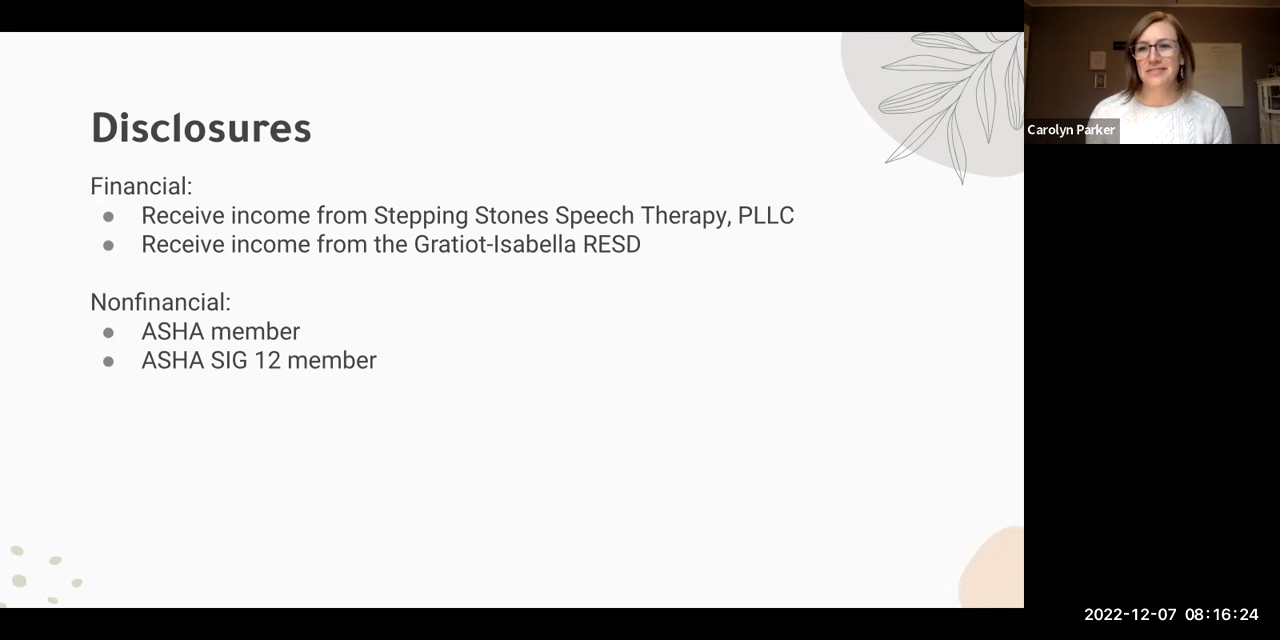 Disclosures
Financial:
● Receive income from Stepping Stones Speech Therapy, PLLC
● Receive income from the Gratiot-Isabella RESD
Nonfinancial:
● ASHA member
● ASHA SIG 12 member
Carolyn Parker
2022-12-07 08:16:24